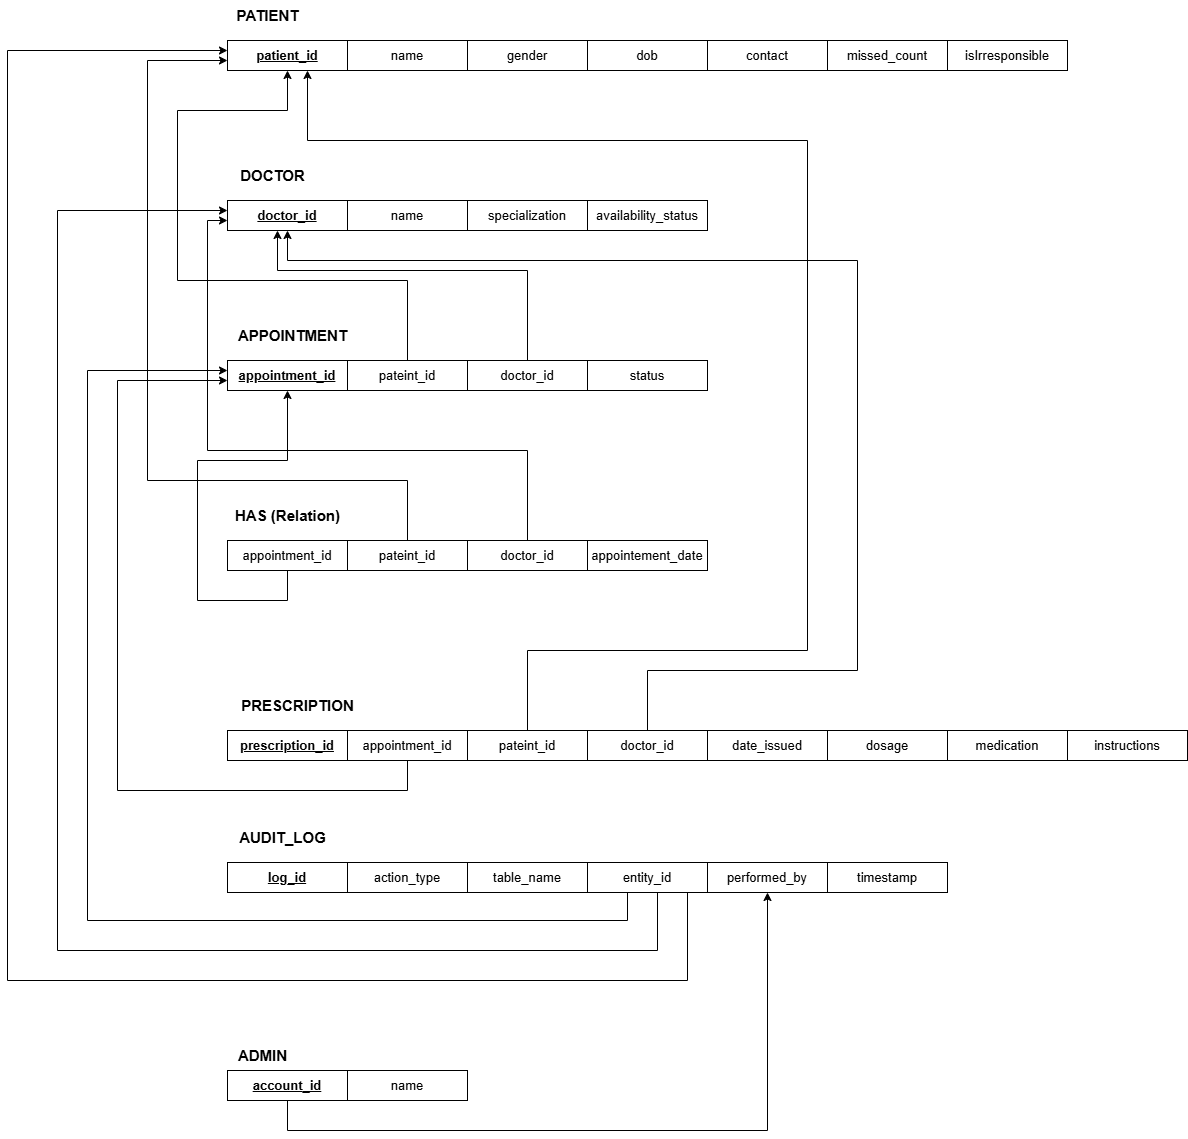 PATIENT
patient_id name gender dob contact missed_count isIrresponsible
DOCTOR
doctor_id name specialization availability_status
APPOINTMENT
appointment_id pateint_id doctor_id status
HAS (Relation)
appointment_id pateint_id doctor_id appointement_date
PRESCRIPTION
prescription_id appointment_id pateint_id doctor_id date_issued dosage medication instructions
AUDIT_LOG
log_id action_type table_name entity_id performed_by timestamp
ADMIN
account_id name